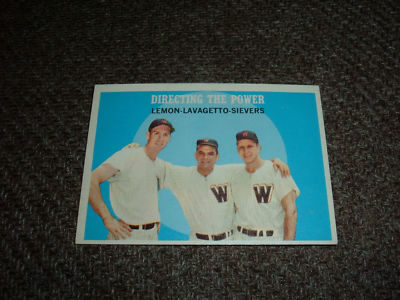 DIRECTING THE POWER
LEMON-LAVAGETTO-SIEVERS
W W